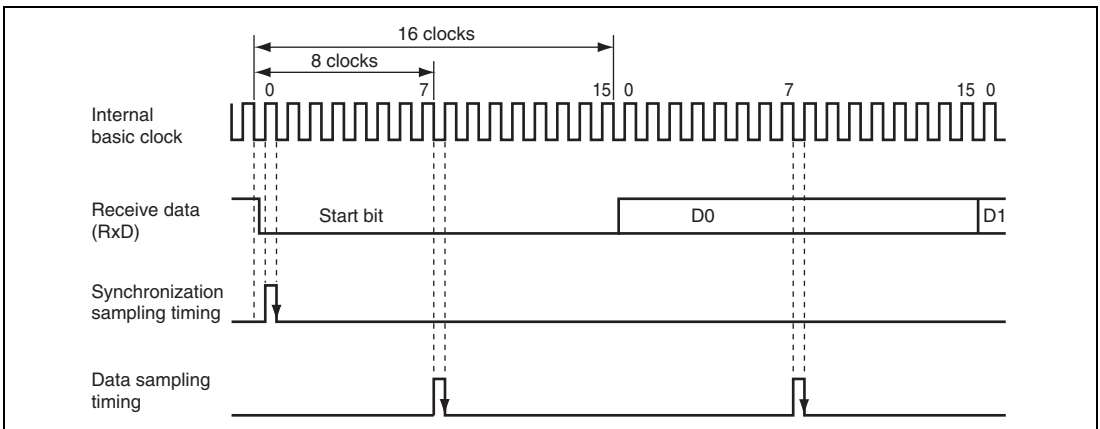 16 clocks
8 clocks
0 7 15 0 7 15 0
Internal
basic clock
Receive data
(RxD)
Start bit D0 D1
Synchronization
sampling timing
Data sampling
timing